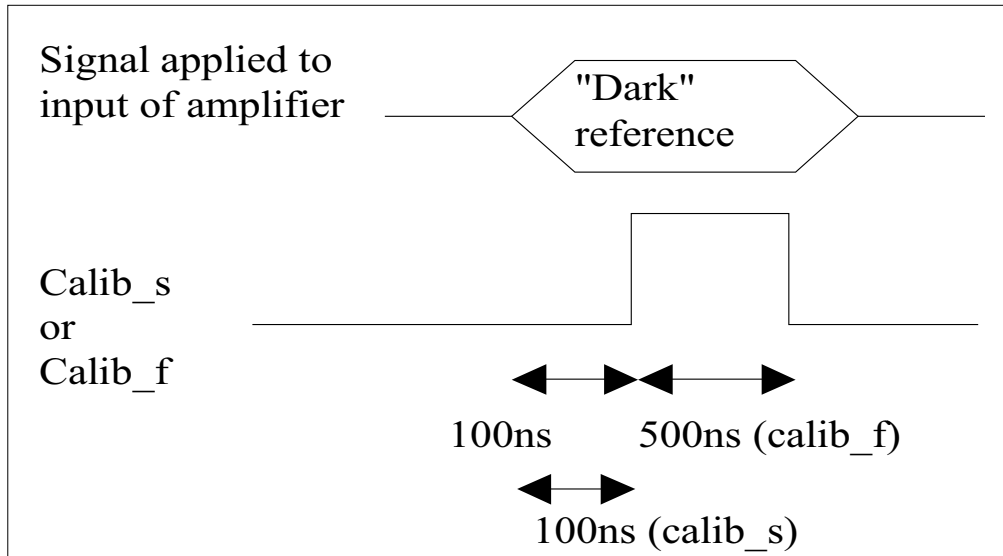 Signal applied to
input of amplifier
"Dark"
reference
Calib_s
or
Calib_f
100ns
500ns (calib_f)
100ns (calib_s)